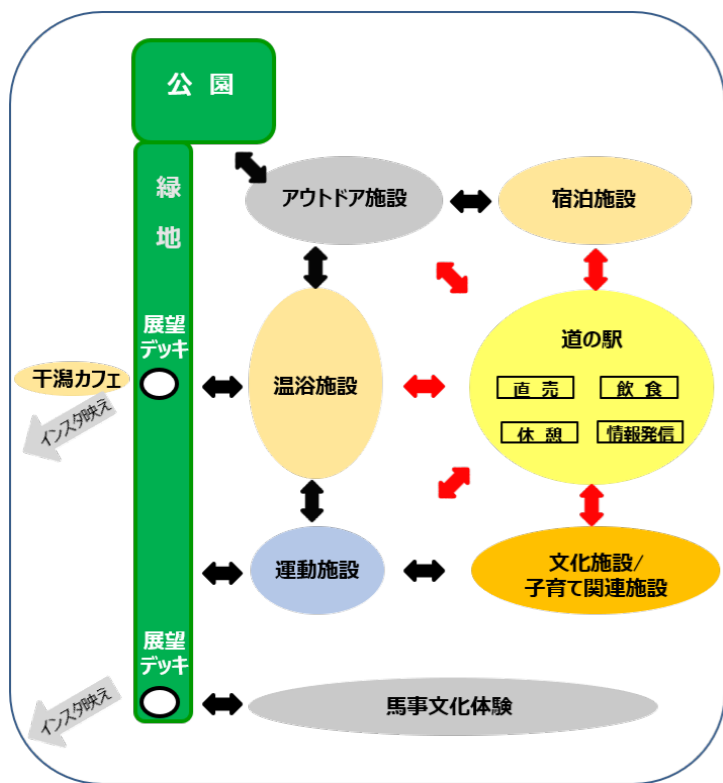 公 園
緑
地
アウトドア施設
宿泊施設
展望
デッキ
干潟カフェ
インスタ映え
温浴施設
道の駅
直 売
飲 食
休 憩
情報発信
運動施設
文化施設/
子育て関連施設
展望
デッキ
インスタ映え
馬事文化体験